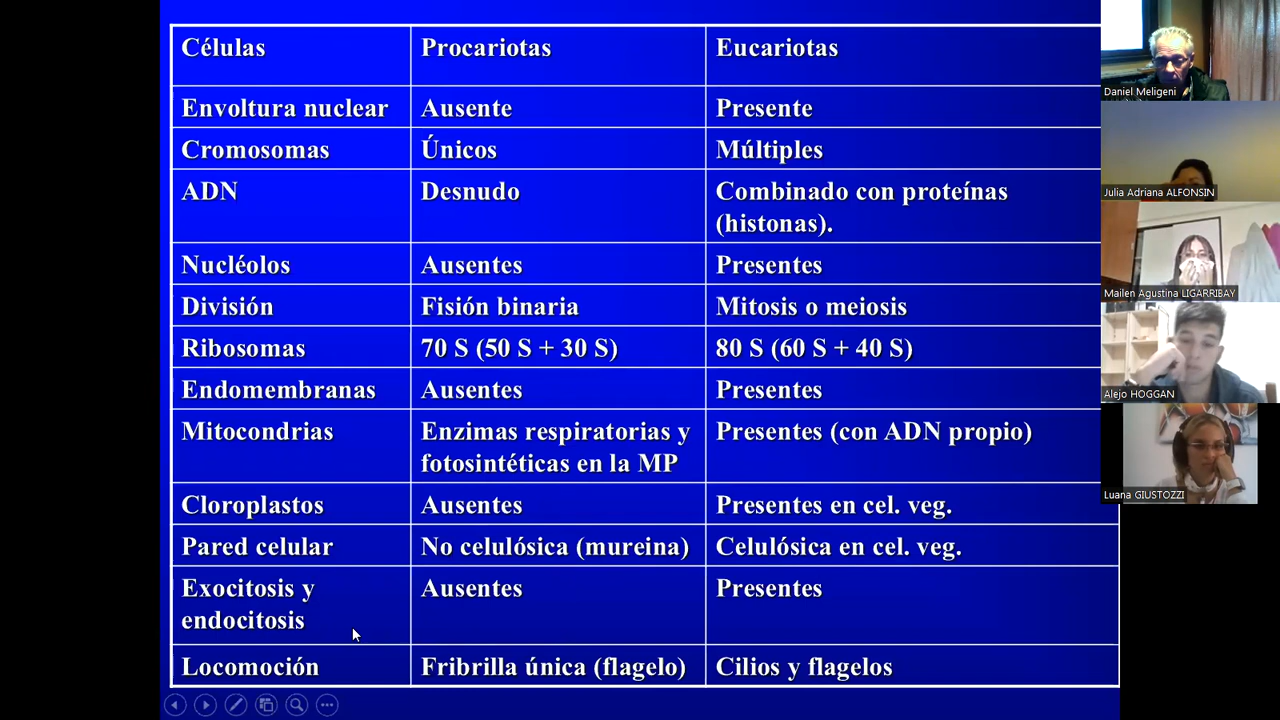 Células Procariotas Eucariotas
Envoltura nuclear Ausente Presente
Cromosomas Únicos Múltiples
ADN Desnudo Combinado con proteínas
(histonas).
Nucléolos Ausentes Presentes
División Fisión binaria Mitosis o meiosis
Ribosomas 70 S (50 S + 30 S) 80 S (60 S + 40 S)
Endomembranas Ausentes Presentes
Mitocondrias Enzimas respiratorias y Presentes (con ADN propio)
fotosintéticas en la MP
Cloroplastos Ausentes Presentes en cel. veg.
Pared celular No celulósica (mureina) Celulósica en cel. veg.
Exocitosis y Ausentes Presentes
endocitosis
Locomoción Fribrilla única (flagelo) Cilios y flagelos
Daniel Meligeni
Julia Adriana ALFONSIN
Mailen Agustina LIGARRIBAY
Alejo HOGGAN
Luana GIUSTOZZI